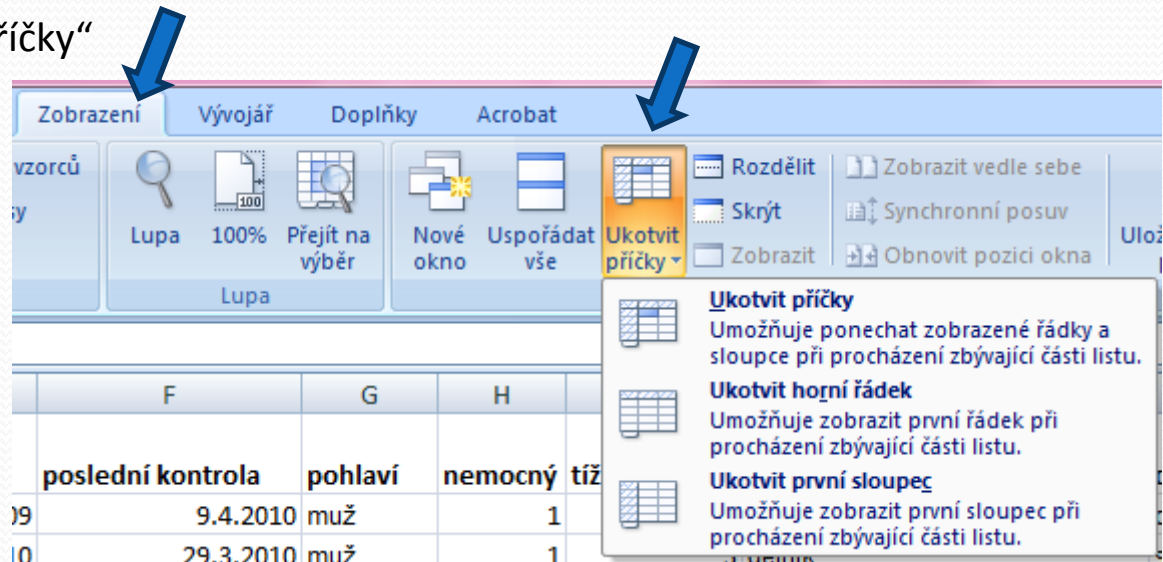 říčky“
Zobrazení Vývojář Doplňky Acrobat
vzorců
Lupa
100%
Přejít na
výběr
Nové
okno
Uspořádat
vše
Ukotvit
příčky
Rozdělit
Skrýt
Zobrazit
Zobrazit vedle sebe
Synchronní posuv
Obnovit pozici okna
Lupa
Ukotvit příčky
Umožňuje ponechat zobrazené řádky a
sloupce při procházení zbývající části listu.
Ukotvit horní řádek
Umožňuje zobrazit první řádek při
procházení zbývající části listu.
Ukotvit první sloupec
Umožňuje zobrazit první sloupec při
procházení zbývající části listu.
F G H
poslední kontrola pohlaví nemocný tíž
09 9.4.2010 muž 1
10 29.3.2010 muž 1